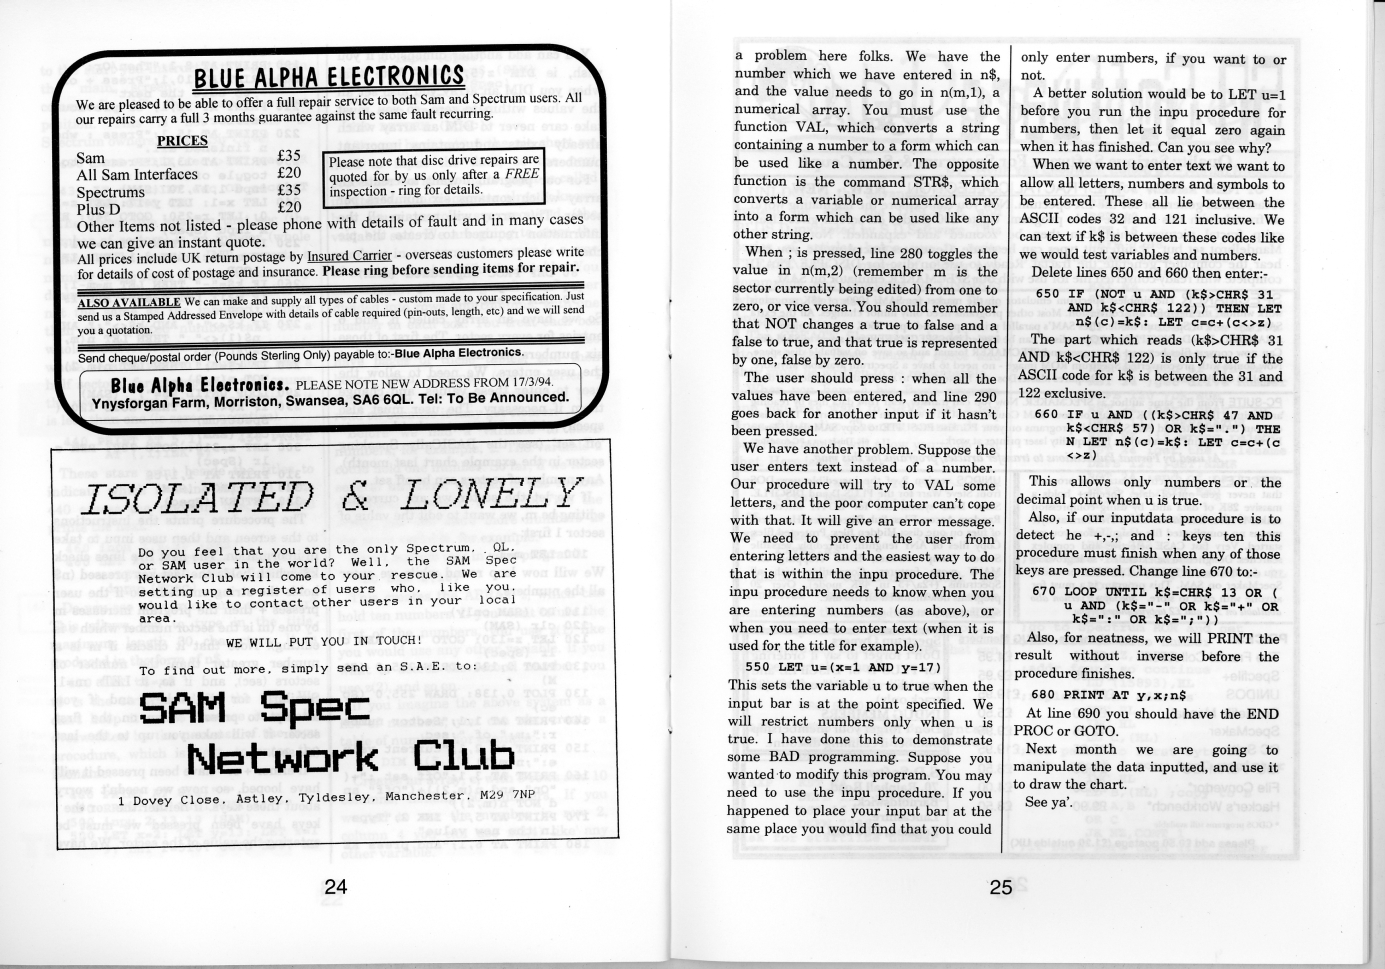 BLUE ALPHA ELECTRONICS
We are pleased to be able to offer a full repair service to both Sam and Spectrum users. All
our repairs carry a full 3 months guarantee against the same fault recurring.
PRICES
Sam £35
All Sam Interfaces £20
Spectrums £35
Plus D £20
Please note that disc drive repairs are
quoted for by us only after a FREE
inspection - ring for details.
Other Items not listed - please phone with details of fault and in many cases
we can give an instant quote.
All prices include UK return postage by Insured Carrier - overseas customers please write
for details of cost of postage and insurance. Please ring before sending items for repair.
ALSO AVAILABLE We can make and supply all types of cables - custom made to your specification. Just
send us a Stamped Addressed Envelope with details of cable required (pin-outs, length, etc) and we will send
you a quotation.
Send cheque/postal order (Pounds Sterling Only) payable to:-Blue Alpha Electronics.
Blue Alpha Electronics. PLEASE NOTE NEW ADDRESS FROM 17/3/94.
Ynysforgan Farm, Morriston, Swansea, SA6 6QL. Tel: To Be Announced.
ISOLATED & LONELY
Do you feel that you are the only Spectrum, QL,
or SAM user in the world? Well, the SAM Spec
Network Club will come to your rescue. We are
setting up a register of users who, like you,
would like to contact other users in your local
area.
WE WILL PUT YOU IN TOUCH!
To find out more, simply send an S.A.E. to:
SAM Spec
Network Club
1 Dovey Close, Astley, Tyldesley, Manchester, M29 7NP
24
a problem here folks. We have the
number which we have entered in n$,
and the value needs to go in n(m,1), a
numerical array. You must use the
function VAL, which converts a string
containing a number to a form which can
be used like a number. The opposite
function is the command STR$, which
converts a variable or numerical array
into a form which can be used like any
other string.
When ; is pressed, line 280 toggles the
value in n(m,2) (remember m is the
sector currently being edited) from one to
zero, or vice versa. You should remember
that NOT changes a true to false and a
false to true, and that true is represented
by one, false by zero.
The user should press : when all the
values have been entered, and line 290
goes back for another input if it hasn't
been pressed.
We have another problem. Suppose the
user enters text instead of a number.
Our procedure will try to VAL some
letters, and the poor computer can't cope
with that. It will give an error message.
We need to prevent the user from
entering letters and the easiest way to do
that is within the inpu procedure. The
inpu procedure needs to know when you
are entering numbers (as above), or
when you need to enter text (when it is
used for the title for example).
550 LET u=(x=1 AND y=17)
This sets the variable u to true when the
input bar is at the point specified. We
will restrict numbers only when u is
true. I have done this to demonstrate
some BAD programming. Suppose you
wanted to modify this program. You may
need to use the inpu procedure. If you
happened to place your input bar at the
same place you would find that you could
only enter numbers, if you want to or
not.
A better solution would be to LET u=1
before you run the inpu procedure for
numbers, then let it equal zero again
when it has finished. Can you see why?
When we want to enter text we want to
allow all letters, numbers and symbols to
be entered. These all lie between the
ASCII codes 32 and 121 inclusive. We
can text if k$ is between these codes like
we would test variables and numbers.
Delete lines 650 and 660 then enter:-
650 IF (NOT u AND (k$>CHR$ 31
AND k$<CHR$ 122)) THEN LET
n$(c)=k$: LET c=c+(c<>z)
The part which reads (k$>CHR$ 31
AND k$<CHR$ 122) is only true if the
ASCII code for k$ is between the 31 and
122 exclusive.
660 IF u AND ((k$>CHR$ 47 AND
k$<CHR$ 57) OR k$=".") THE
N LET n$(c)=k$: LET c=c+(c
<>z)
This allows only numbers or the
decimal point when u is true.
Also, if our inputdata procedure is to
detect he +,-,; and : keys ten this
procedure must finish when any of those
keys are pressed. Change line 670 to:-
670 LOOP UNTIL k$=CHR$ 13 OR (
u AND (k$="-" OR k$="+" OR
k$=":" OR k$=";"))
Also, for neatness, we will PRINT the
result without inverse before the
procedure finishes.
680 PRINT AT y,x;n$
At line 690 you should have the END
PROC or GOTO.
Next month we are going to
manipulate the data inputted, and use it
to draw the chart.
See ya'.
25